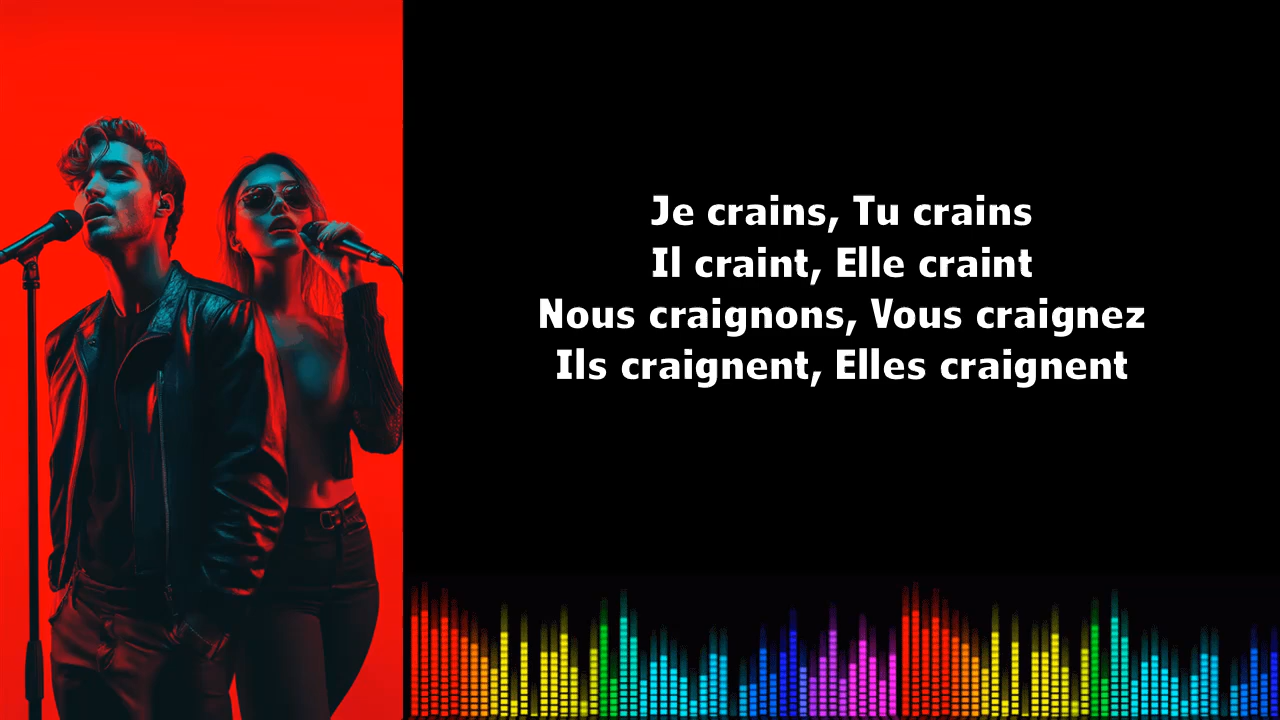 Je crains, Tu crains
Il craint, Elle craint
Nous craignons, Vous craignez
Ils craignent, Elles craignent